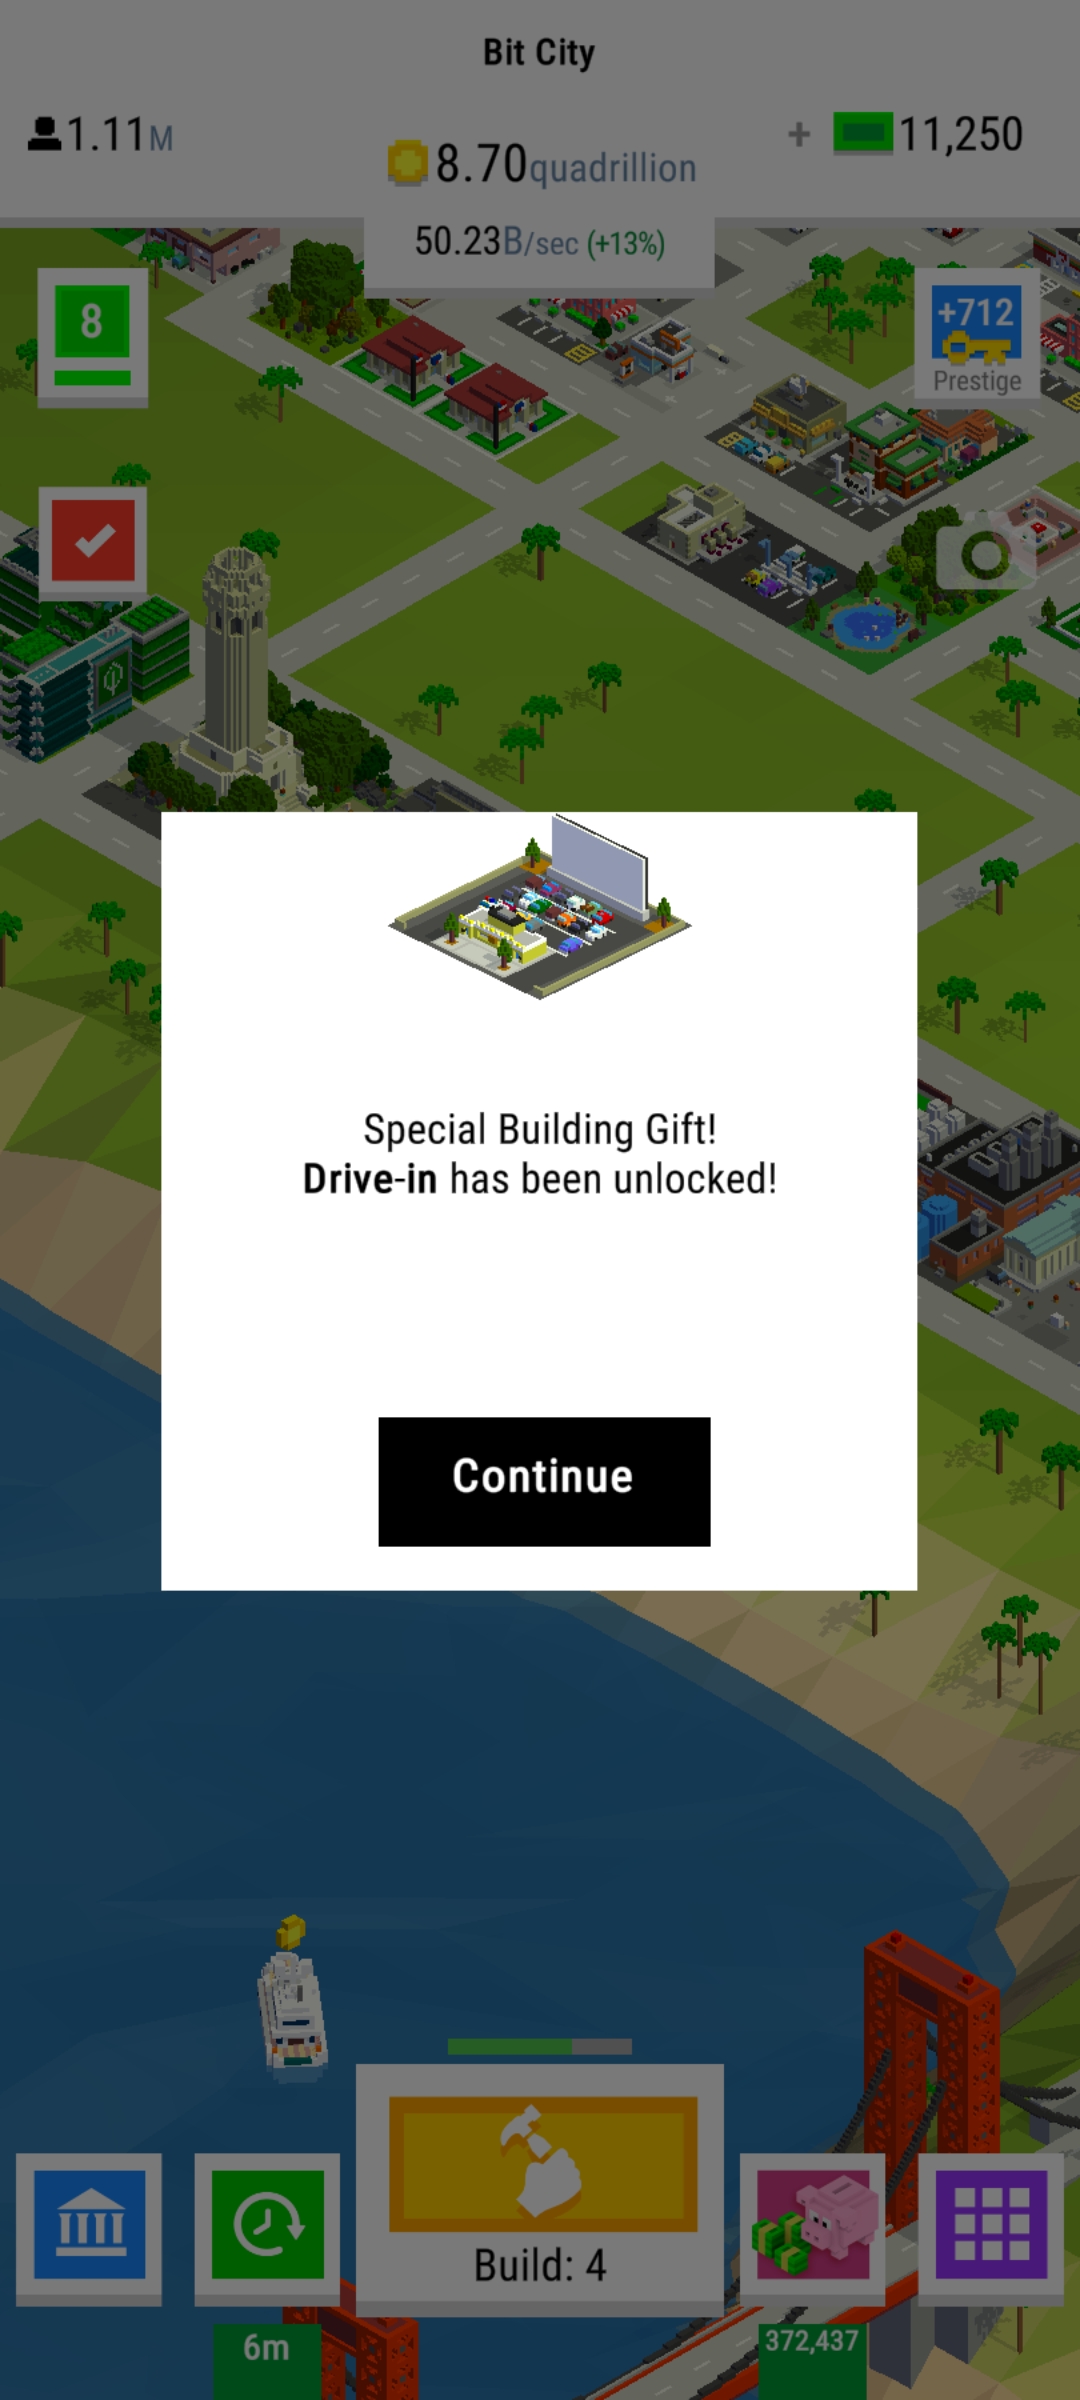 Bit City
1.11M
8.70quadrillion
+ 11,250
50.23B/sec (+13%)
8
+712
Prestige
Special Building Gift!
Drive-in has been unlocked!
Continue
Build: 4
6m
372,437